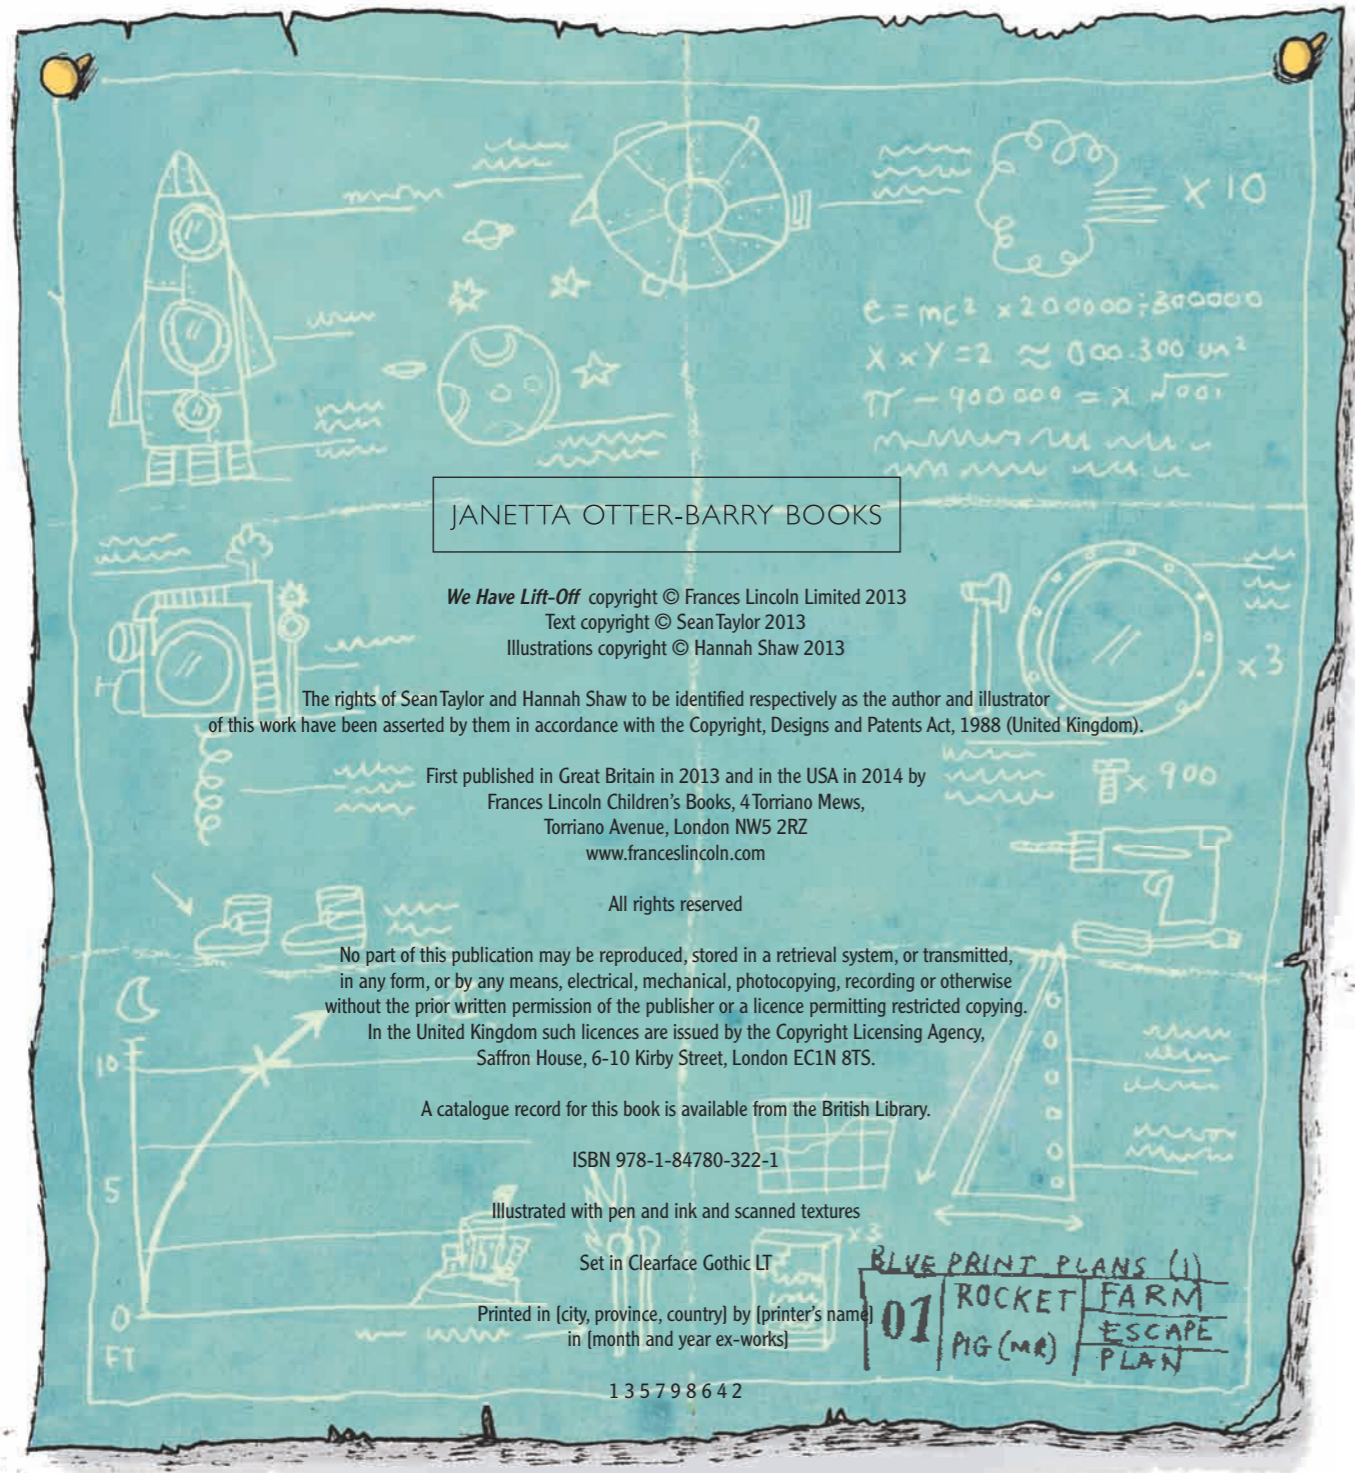 X 10
e = mc² x 200000 ÷ 300000
X x Y = 2 ≈ 000.300 um²
π - 900000 = x √001
JANETTA OTTER-BARRY BOOKS
We Have Lift-Off copyright © Frances Lincoln Limited 2013
Text copyright © Sean Taylor 2013
Illustrations copyright © Hannah Shaw 2013
x 3
The rights of Sean Taylor and Hannah Shaw to be identified respectively as the author and illustrator
of this work have been asserted by them in accordance with the Copyright, Designs and Patents Act, 1988 (United Kingdom).
First published in Great Britain in 2013 and in the USA in 2014 by
Frances Lincoln Children's Books, 4 Torriano Mews,
Torriano Avenue, London NW5 2RZ
www.franceslincoln.com
x 900
All rights reserved
No part of this publication may be reproduced, stored in a retrieval system, or transmitted,
in any form, or by any means, electrical, mechanical, photocopying, recording or otherwise
without the prior written permission of the publisher or a licence permitting restricted copying.
In the United Kingdom such licences are issued by the Copyright Licensing Agency,
Saffron House, 6-10 Kirby Street, London EC1N 8TS.
10
A catalogue record for this book is available from the British Library.
ISBN 978-1-84780-322-1
5
Illustrated with pen and ink and scanned textures
x3
Set in Clearface Gothic LT
Printed in [city, province, country] by [printer's name]
in [month and year ex-works]
0
FT
1 3 5 7 9 8 6 4 2
BLUE PRINT PLANS (1)
01
ROCKET
PIG (MR)
FARM
ESCAPE
PLAN